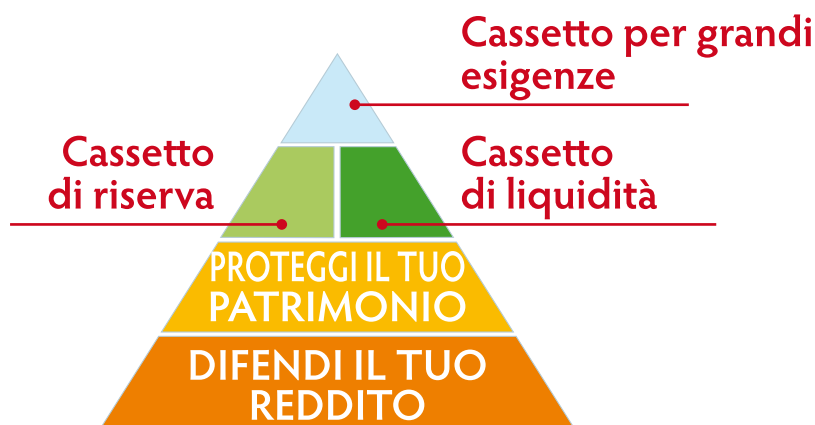 Cassetto per grandi
esigenze
Cassetto
di riserva
Cassetto
di liquidità
PROTEGGI IL TUO
PATRIMONIO
DIFENDI IL TUO
REDDITO